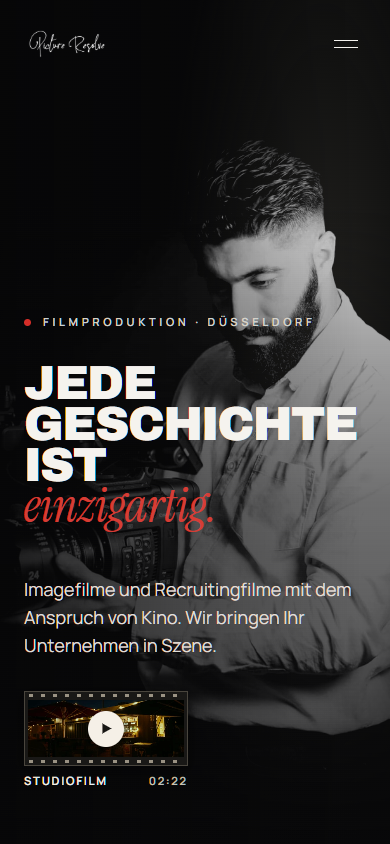 Picture Resolve
FILMPRODUKTION · DÜSSELDORF
JEDE
GESCHICHTE
IST
einzigartig.
Imagefilme und Recruitingfilme mit dem
Anspruch von Kino. Wir bringen Ihr
Unternehmen in Szene.
STUDIOFILM 02:22